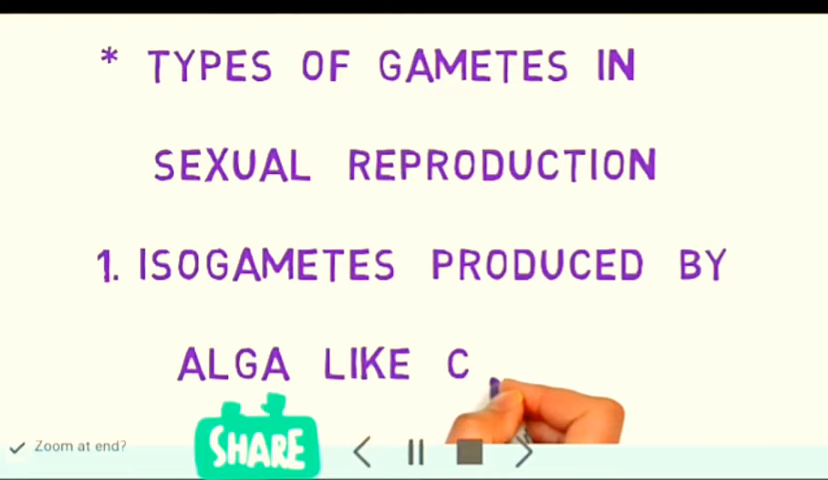 * TYPES OF GAMETES IN
SEXUAL REPRODUCTION
1. ISOGAMETES PRODUCED BY
ALGA LIKE C
Zoom at end?
SHARE